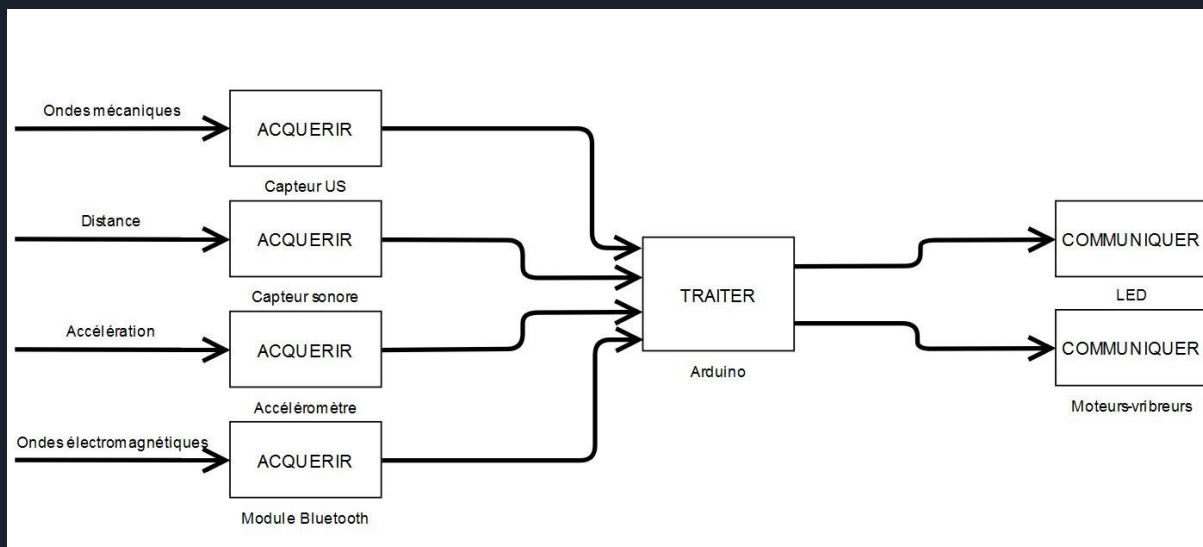 Ondes mécaniques
ACQUERIR
Capteur US
Distance
ACQUERIR
Capteur sonore
Accélération
ACQUERIR
Accéléromètre
Ondes électromagnétiques
ACQUERIR
Module Bluetooth
TRAITER
Arduino
COMMUNIQUER
LED
COMMUNIQUER
Moteurs-vribreurs